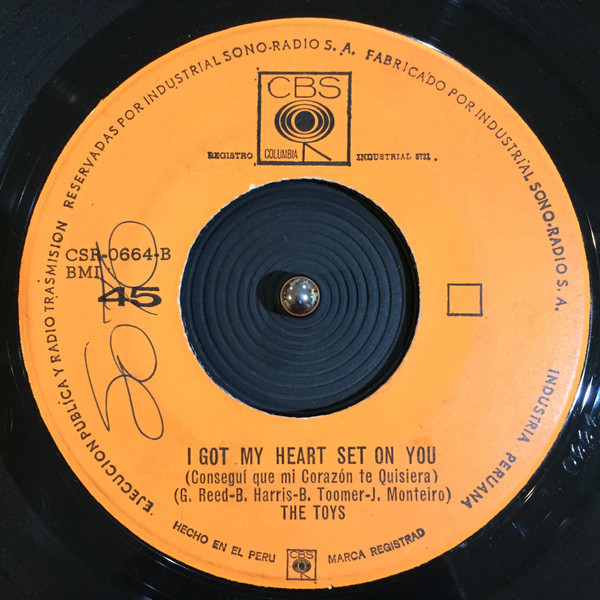 EJECUCION PUBLICA Y RADIO TRASMISION RESERVADAS POR INDUSTRIAL SONO-RADIO S. A. FABRICADO POR INDUSTRIAL SONO-RADIO S. A.
INDUSTRIA PERUANA
CBS
COLUMBIA
REGISTRO INDUSTRIAL 5731.
CSR-0664-B
BMI
45
I GOT MY HEART SET ON YOU
(Conseguí que mi Corazón te Quisiera)
(G. Reed-B. Harris-B. Toomer-J. Monteiro)
THE TOYS
HECHO EN EL PERU
CBS
MARCA REGISTRAD